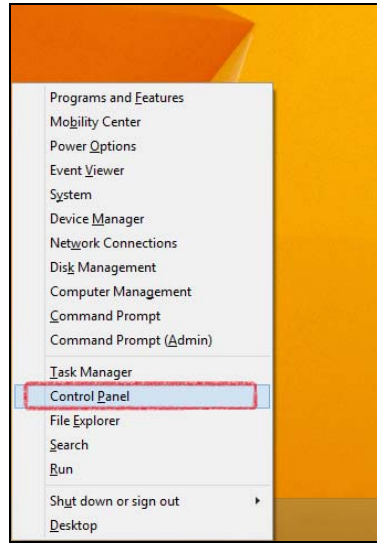 Programs and Features
Mobility Center
Power Options
Event Viewer
System
Device Manager
Network Connections
Disk Management
Computer Management
Command Prompt
Command Prompt (Admin)
Task Manager
Control Panel
File Explorer
Search
Run
Shut down or sign out
Desktop